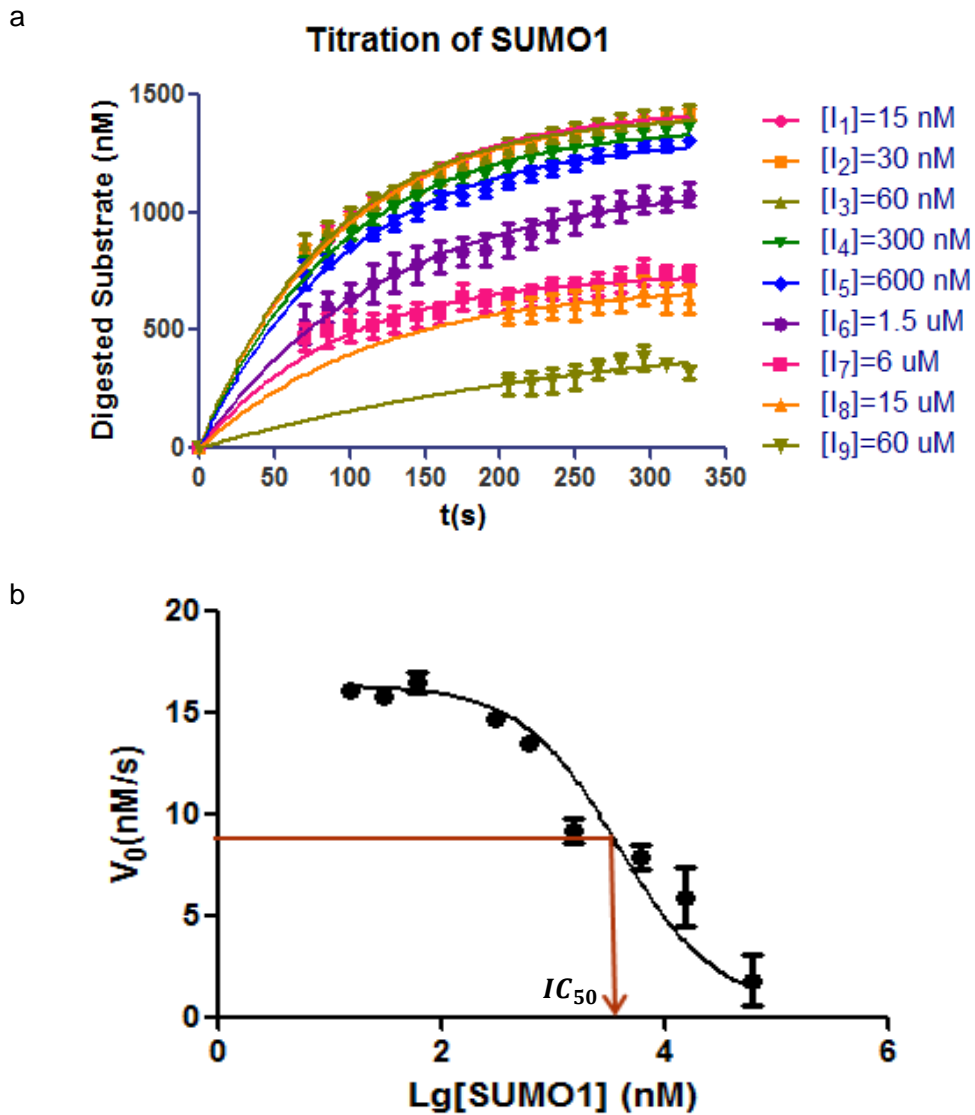 a
Titration of SUMO1
Digested Substrate (nM)
1500
1000
500
0
0 50 100 150 200 250 300 350
t(s)
[I₁]=15 nM
[I₂]=30 nM
[I₃]=60 nM
[I₄]=300 nM
[I₅]=600 nM
[I₆]=1.5 uM
[I₇]=6 uM
[I₈]=15 uM
[I₉]=60 uM
b
V₀(nM/s)
20
15
10
5
0
IC₅₀
0 2 4 6
Lg[SUMO1] (nM)